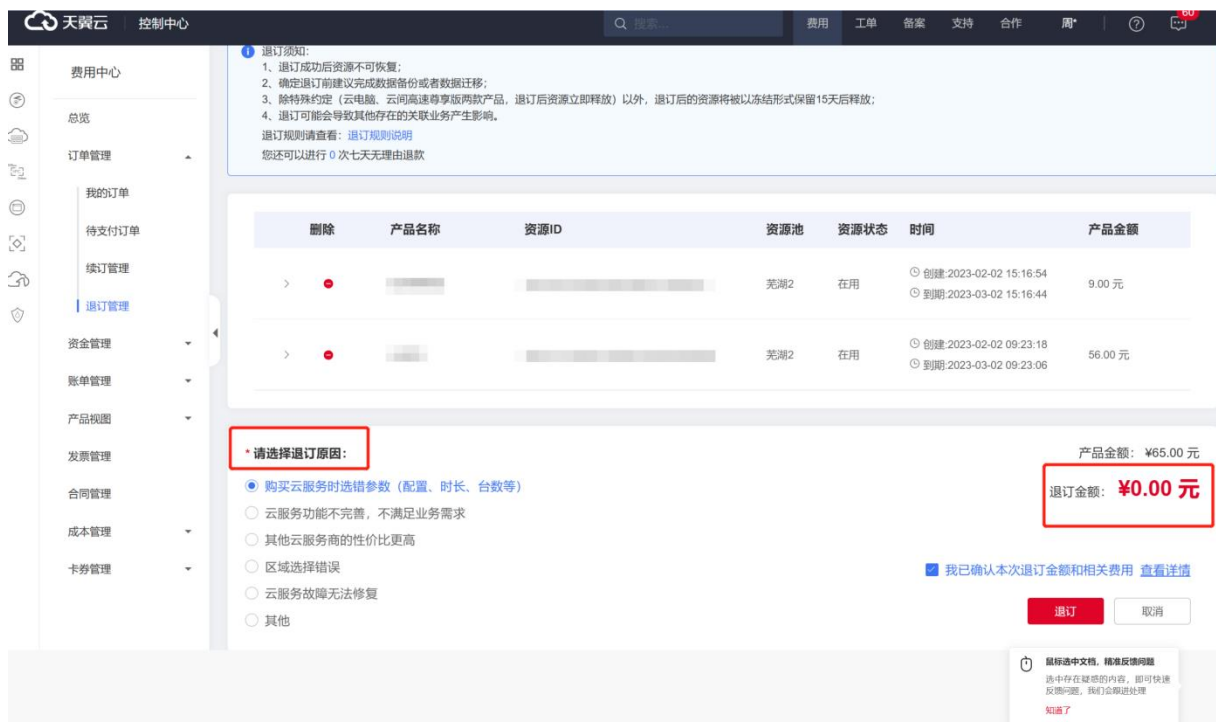 天翼云 控制中心 搜索... 费用 工单 备案 支持 合作 周* 60
费用中心
总览
订单管理
我的订单
待支付订单
续订管理
退订管理
资金管理
账单管理
产品视图
发票管理
合同管理
成本管理
卡券管理
退订须知:
1、退订成功后资源不可恢复;
2、确定退订前建议完成数据备份或者数据迁移;
3、除特殊约定（云电脑、云间高速尊享版两款产品，退订后资源立即释放）以外，退订后的资源将被以冻结形式保留15天后释放;
4、退订可能会导致其他存在的关联业务产生影响。
退订规则请查看: 退订规则说明
您还可以进行 0 次七天无理由退款
删除 产品名称 资源ID 资源池 资源状态 时间 产品金额
芜湖2 在用 创建:2023-02-02 15:16:54 9.00 元
到期:2023-03-02 15:16:44
芜湖2 在用 创建:2023-02-02 09:23:18 56.00 元
到期:2023-03-02 09:23:06
* 请选择退订原因:
购买云服务时选错参数（配置、时长、台数等）
云服务功能不完善，不满足业务需求
其他云服务商的性价比更高
区域选择错误
云服务故障无法修复
其他
产品金额: ¥65.00 元
退订金额: ¥0.00 元
我已确认本次退订金额和相关费用 查看详情
退订 取消
鼠标选中文档，精准反馈问题
选中存在疑惑的内容，即可快速
反馈问题，我们会跟进处理
知道了